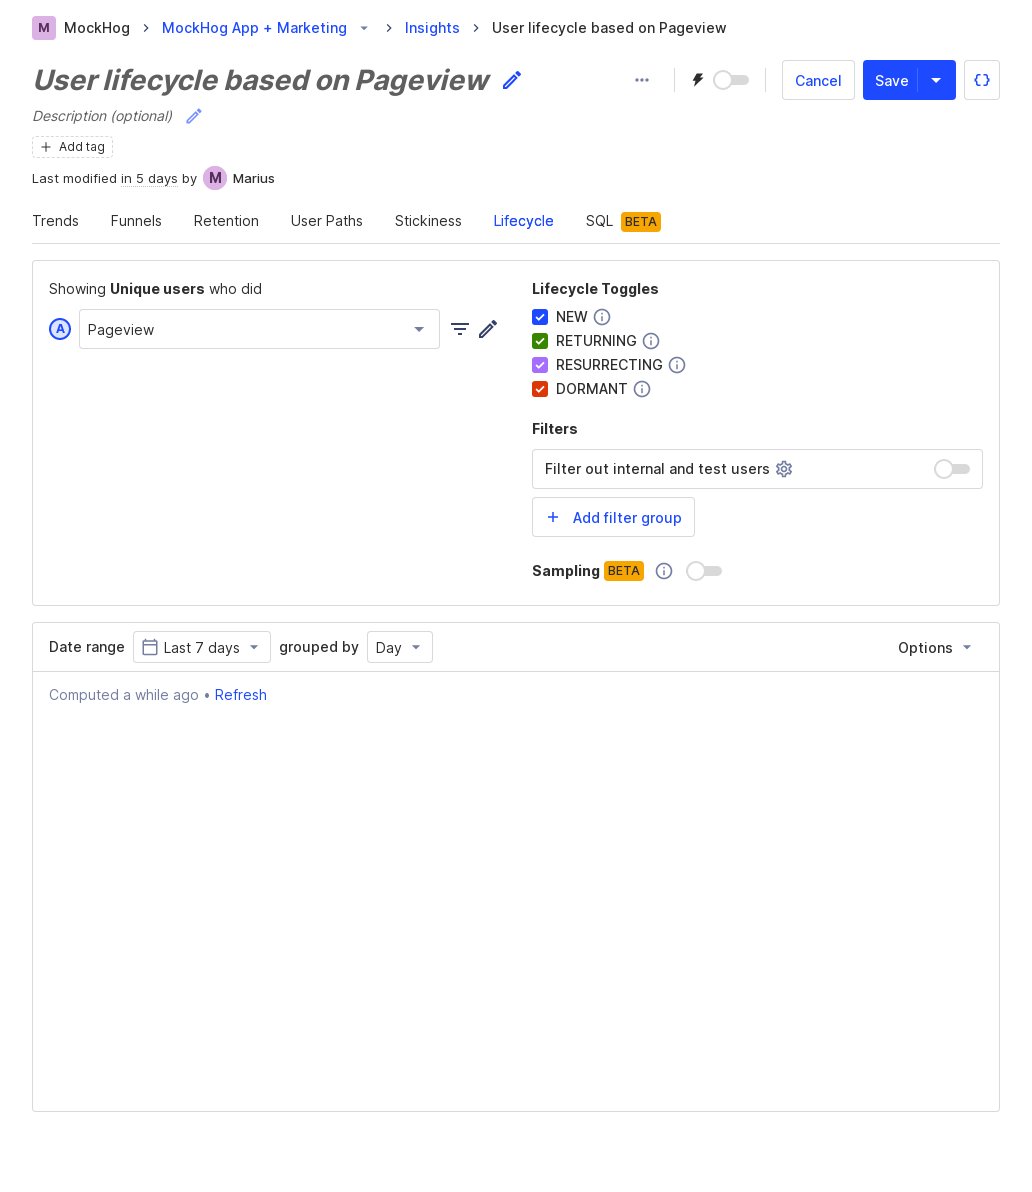 M MockHog MockHog App + Marketing Insights User lifecycle based on Pageview
User lifecycle based on Pageview
Cancel Save
Description (optional)
Add tag
Last modified in 5 days by M Marius
Trends Funnels Retention User Paths Stickiness Lifecycle SQL BETA
Showing Unique users who did
A Pageview
Lifecycle Toggles
NEW
RETURNING
RESURRECTING
DORMANT
Filters
Filter out internal and test users
Add filter group
Sampling BETA
Date range Last 7 days grouped by Day Options
Computed a while ago • Refresh